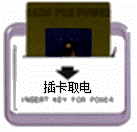 插卡取电
INSERT KEY FOR POWER